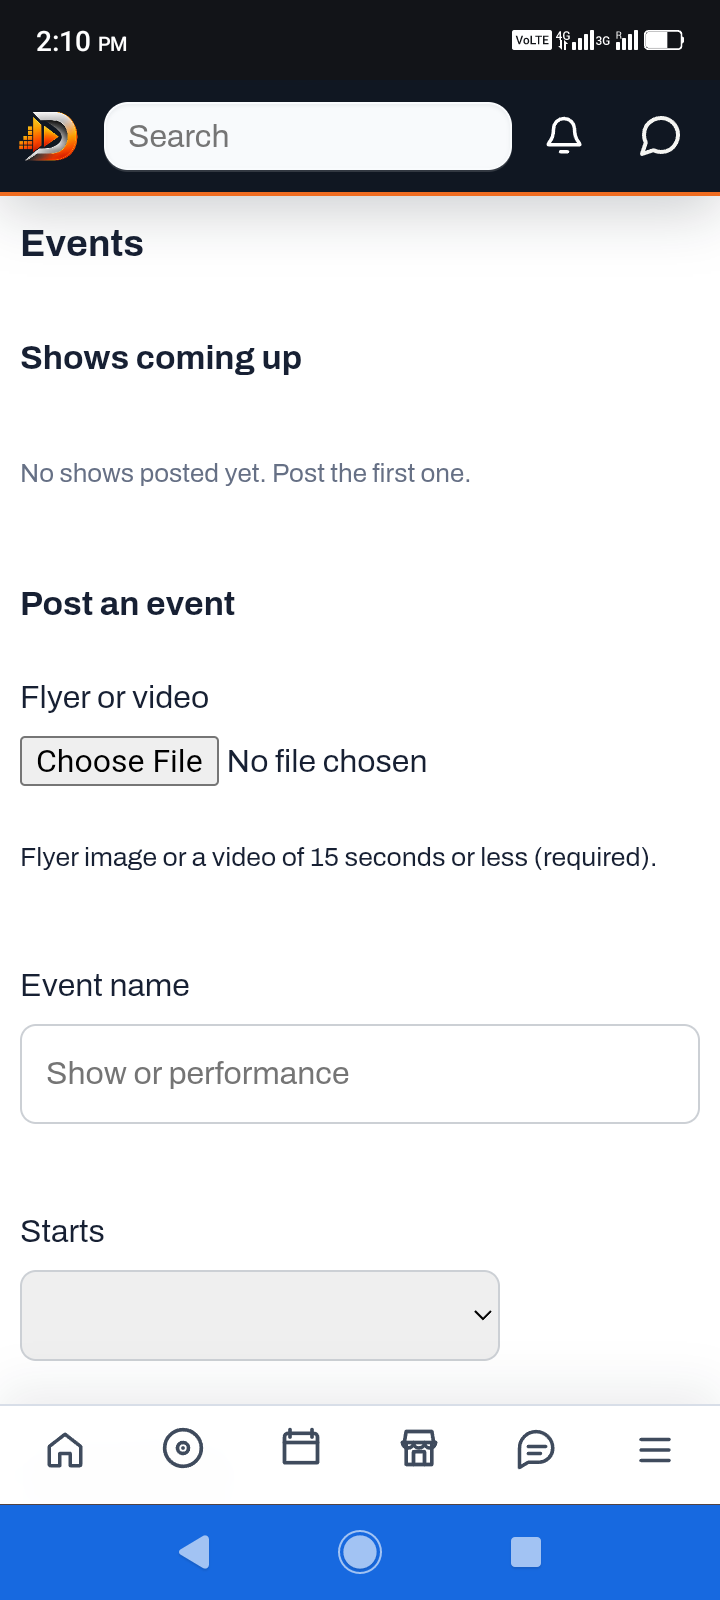 2:10 PM
VoLTE 4G 3G R
Search
Events
Shows coming up
No shows posted yet. Post the first one.
Post an event
Flyer or video
Choose File No file chosen
Flyer image or a video of 15 seconds or less (required).
Event name
Show or performance
Starts